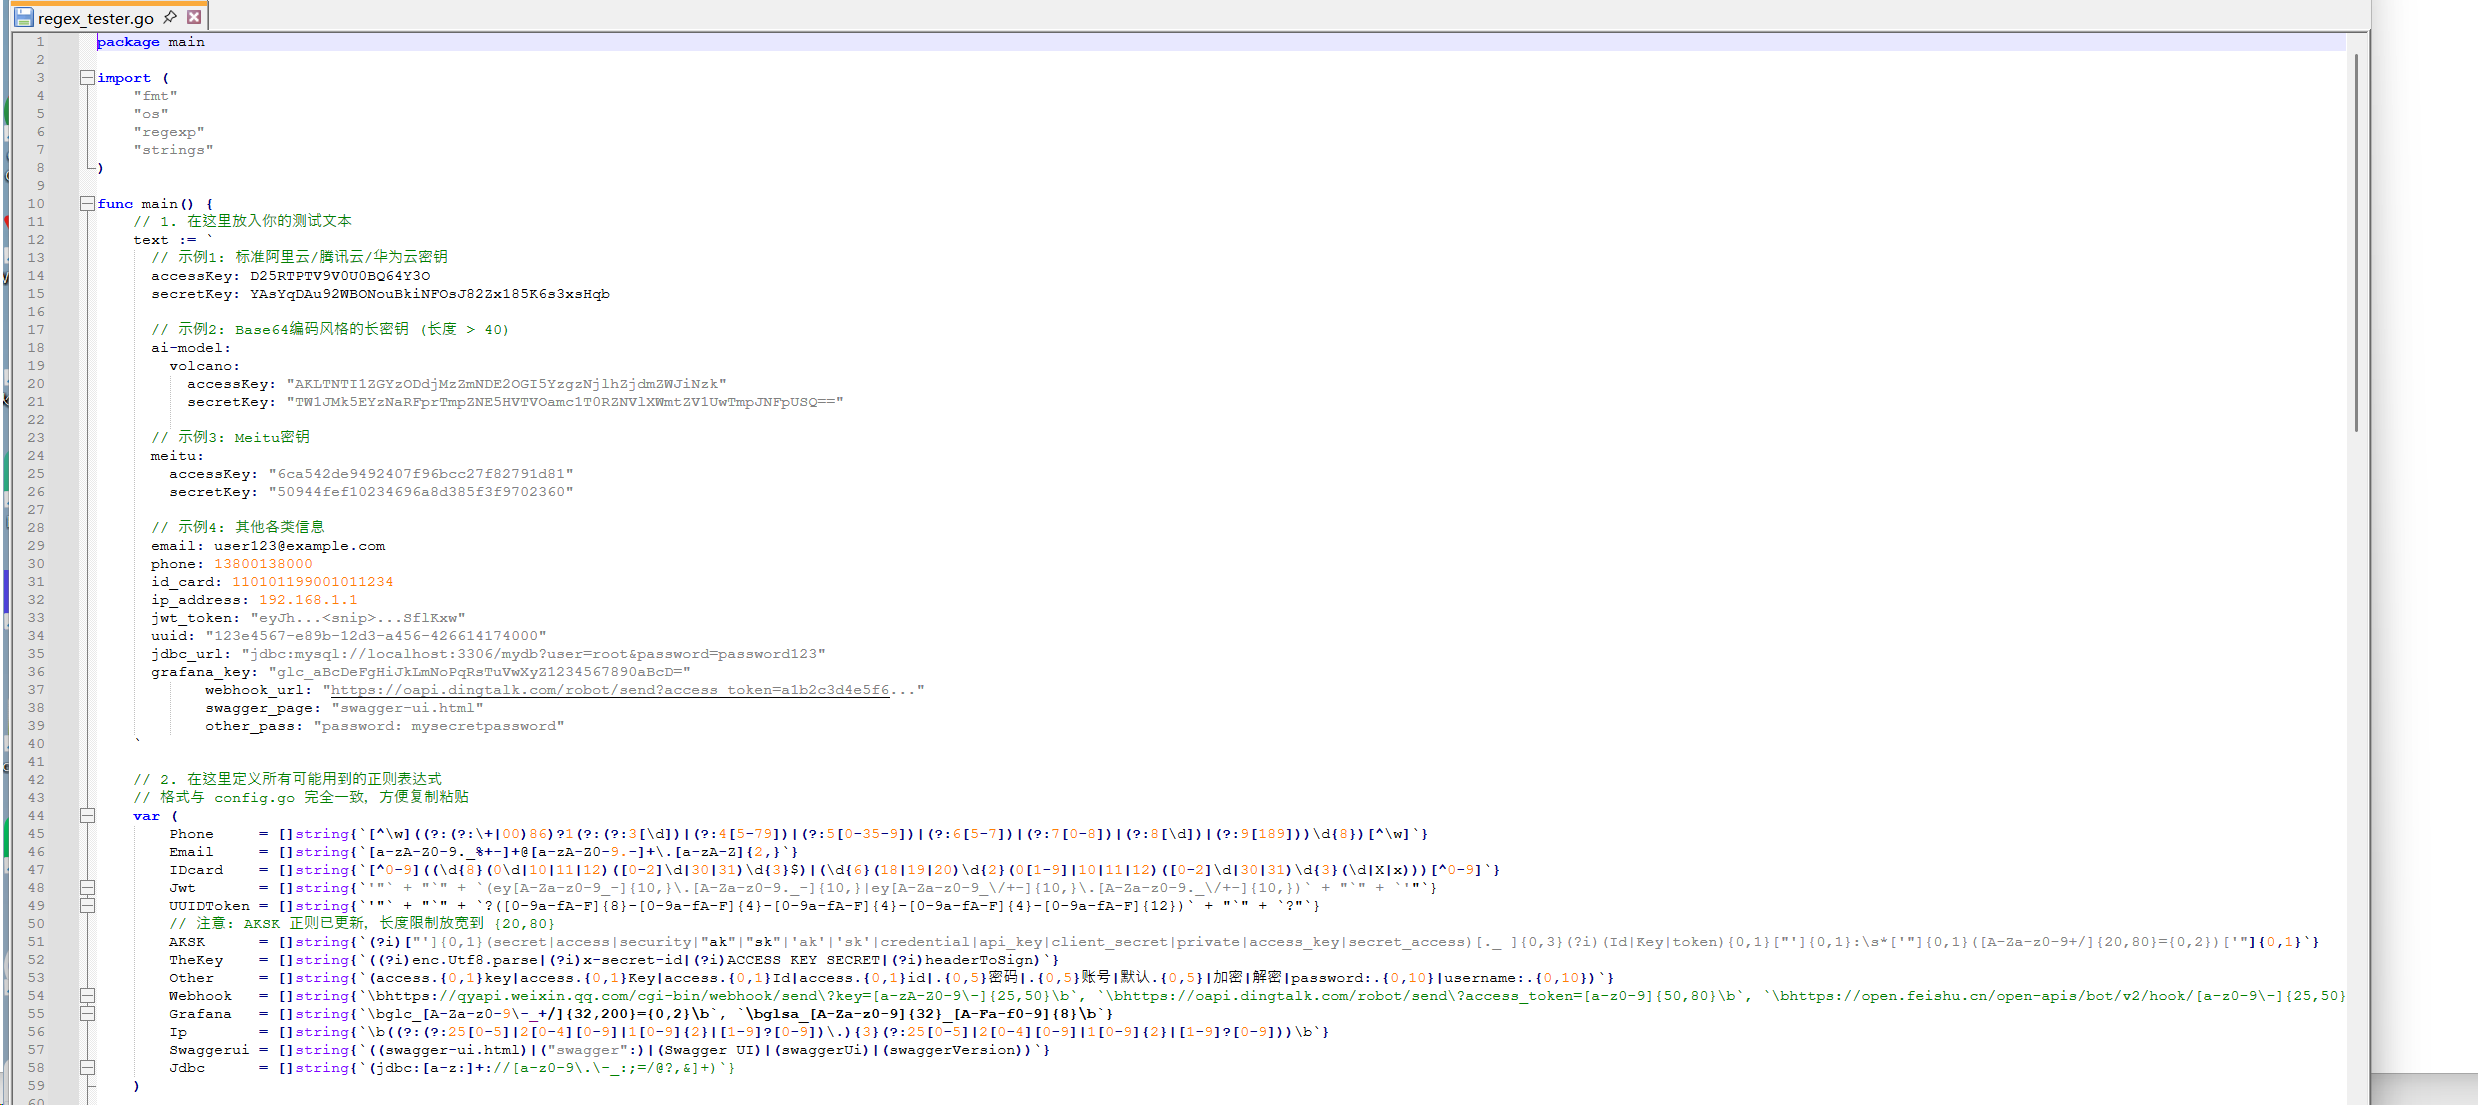 regex_tester.go
1 package main
2
3 import (
4 "fmt"
5 "os"
6 "regexp"
7 "strings"
8 )
9
10 func main() {
11 // 1. 在这里放入你的测试文本
12 text := `
13 // 示例1: 标准阿里云/腾讯云/华为云密钥
14 accessKey: D25RTPTV9V0U0BQ64Y3O
15 secretKey: YAsYqDAu92WBONouBkiNFOsJ82Zx185K6s3xsHqb
16
17 // 示例2: Base64编码风格的长密钥 (长度 > 40)
18 ai-model:
19 volcano:
20 accessKey: "AKLTNTI1ZGYzODdjMzZmNDE2OGI5YzgzNjlhZjdmZWJiNzk"
21 secretKey: "TW1JMk5EYzNaRFprTmpZNE5HVTVOamc1T0RZNVlXWmtZV1UwTmpJNFpUSQ=="
22
23 // 示例3: Meitu密钥
24 meitu:
25 accessKey: "6ca542de9492407f96bcc27f82791d81"
26 secretKey: "50944fef10234696a8d385f3f9702360"
27
28 // 示例4: 其他各类信息
29 email: user123@example.com
30 phone: 13800138000
31 id_card: 110101199001011234
32 ip_address: 192.168.1.1
33 jwt_token: "eyJh...<snip>...SflKxw"
34 uuid: "123e4567-e89b-12d3-a456-426614174000"
35 jdbc_url: "jdbc:mysql://localhost:3306/mydb?user=root&password=password123"
36 grafana_key: "glc_aBcDeFgHiJkLmNoPqRsTuVwXyZ1234567890aBcD="
37 webhook_url: "https://oapi.dingtalk.com/robot/send?access_token=a1b2c3d4e5f6..."
38 swagger_page: "swagger-ui.html"
39 other_pass: "password: mysecretpassword"
40 `
41
42 // 2. 在这里定义所有可能用到的正则表达式
43 // 格式与 config.go 完全一致, 方便复制粘贴
44 var (
45 Phone = []string{`[^\w]((?:(?:\+|00)86)?1(?:(?:3[\d])|(?:4[5-79])|(?:5[0-35-9])|(?:6[5-7])|(?:7[0-8])|(?:8[\d])|(?:9[189]))\d{8})[^\w]`}
46 Email = []string{`[a-zA-Z0-9._%+-]+@[a-zA-Z0-9.-]+\.[a-zA-Z]{2,}`}
47 IDcard = []string{`[^0-9]((\d{8}(0\d|10|11|12)([0-2]\d|30|31)\d{3}$)|(\d{6}(18|19|20)\d{2}(0[1-9]|10|11|12)([0-2]\d|30|31)\d{3}(\d|X|x)))[^0-9]`}
48 Jwt = []string{`'"` + "`" + `(ey[A-Za-z0-9_-]{10,}\.[A-Za-z0-9._-]{10,}|ey[A-Za-z0-9_\/+-]{10,}\.[A-Za-z0-9._\/+-]{10,})` + "`" + `'"`}
49 UUIDToken = []string{`'"` + "`" + `?([0-9a-fA-F]{8}-[0-9a-fA-F]{4}-[0-9a-fA-F]{4}-[0-9a-fA-F]{4}-[0-9a-fA-F]{12})` + "`" + `?"`}
50 // 注意: AKSK 正则已更新, 长度限制放宽到 {20,80}
51 AKSK = []string{`(?i)["']{0,1}(secret|access|security|"ak"|"sk"|'ak'|'sk'|credential|api_key|client_secret|private|access_key|secret_access)[._ ]{0,3}(?i)(Id|Key|token){0,1}["']{0,1}:\s*['"]{0,1}([A-Za-z0-9+/]{20,80}={0,2})['"]{0,1}`}
52 TheKey = []string{`((?i)enc.Utf8.parse|(?i)x-secret-id|(?i)ACCESS KEY SECRET|(?i)headerToSign)`}
53 Other = []string{`(access.{0,1}key|access.{0,1}Key|access.{0,1}Id|access.{0,1}id|.{0,5}密码|.{0,5}账号|默认.{0,5}|加密|解密|password:.{0,10}|username:.{0,10})`}
54 Webhook = []string{`\bhttps://qyapi.weixin.qq.com/cgi-bin/webhook/send\?key=[a-zA-Z0-9\-]{25,50}\b`, `\bhttps://oapi.dingtalk.com/robot/send\?access_token=[a-z0-9]{50,80}\b`, `\bhttps://open.feishu.cn/open-apis/bot/v2/hook/[a-z0-9\-]{25,50}
55 Grafana = []string{`\bglc_[A-Za-z0-9\-_+/]{32,200}={0,2}\b`, `\bglsa_[A-Za-z0-9]{32}_[A-Fa-f0-9]{8}\b`}
56 Ip = []string{`\b((?:(?:25[0-5]|2[0-4][0-9]|1[0-9]{2}|[1-9]?[0-9])\.){3}(?:25[0-5]|2[0-4][0-9]|1[0-9]{2}|[1-9]?[0-9]))\b`}
57 Swaggerui = []string{`((swagger-ui.html)|("swagger":)|(Swagger UI)|(swaggerUi)|(swaggerVersion))`}
58 Jdbc = []string{`(jdbc:[a-z:]+://[a-z0-9\.\-_:;=/@?,&]+)`}
59 )
60